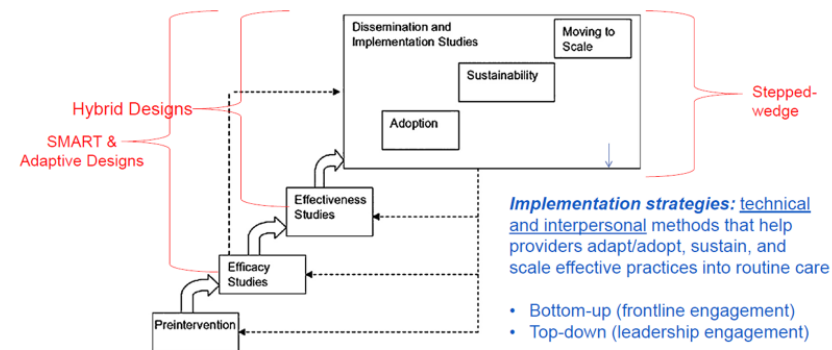 Dissemination and
Implementation Studies
Moving to
Scale
Sustainability
Adoption
Hybrid Designs
SMART &
Adaptive Designs
Stepped-
wedge
Effectiveness
Studies
Efficacy
Studies
Preintervention
Implementation strategies: technical
and interpersonal methods that help
providers adapt/adopt, sustain, and
scale effective practices into routine care
• Bottom-up (frontline engagement)
• Top-down (leadership engagement)